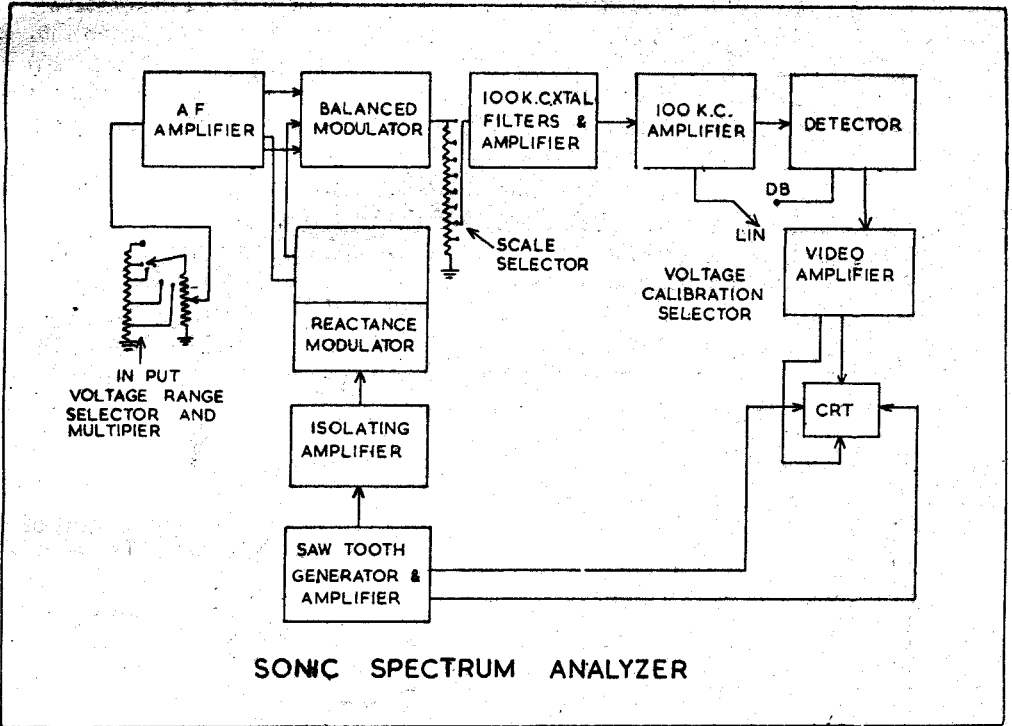 A F
AMPLIFIER
BALANCED
MODULATOR
100K.C.XTAL
FILTERS &
AMPLIFIER
100 K.C.
AMPLIFIER
DETECTOR
DB
LIN
SCALE
SELECTOR
VOLTAGE
CALIBRATION
SELECTOR
VIDEO
AMPLIFIER
REACTANCE
MODULATOR
IN PUT
VOLTAGE RANGE
SELECTOR AND
MULTIPIER
ISOLATING
AMPLIFIER
CRT
SAW TOOTH
GENERATOR &
AMPLIFIER
SONIC SPECTRUM ANALYZER